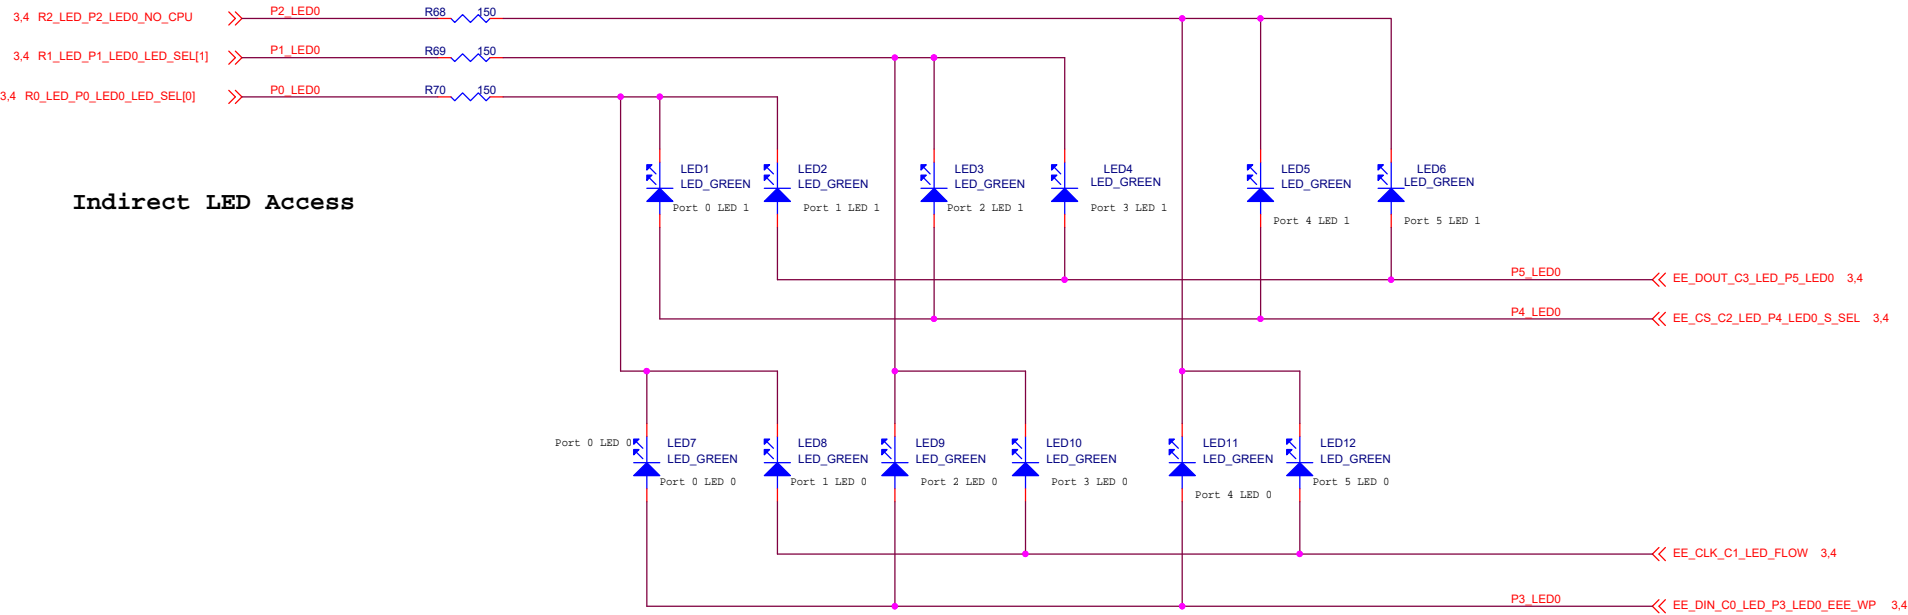 3,4 R2_LED_P2_LED0_NO_CPU P2_LED0 R68 150
3,4 R1_LED_P1_LED0_LED_SEL[1] P1_LED0 R69 150
3,4 R0_LED_P0_LED0_LED_SEL[0] P0_LED0 R70 150
Indirect LED Access
LED1
LED_GREEN
Port 0 LED 1
LED2
LED_GREEN
Port 1 LED 1
LED3
LED_GREEN
Port 2 LED 1
LED4
LED_GREEN
Port 3 LED 1
LED5
LED_GREEN
Port 4 LED 1
LED6
LED_GREEN
Port 5 LED 1
P5_LED0 EE_DOUT_C3_LED_P5_LED0 3,4
P4_LED0 EE_CS_C2_LED_P4_LED0_S_SEL 3,4
Port 0 LED 0
LED7
LED_GREEN
Port 0 LED 0
LED8
LED_GREEN
Port 1 LED 0
LED9
LED_GREEN
Port 2 LED 0
LED10
LED_GREEN
Port 3 LED 0
LED11
LED_GREEN
Port 4 LED 0
LED12
LED_GREEN
Port 5 LED 0
EE_CLK_C1_LED_FLOW 3,4
P3_LED0 EE_DIN_C0_LED_P3_LED0_EEE_WP 3,4